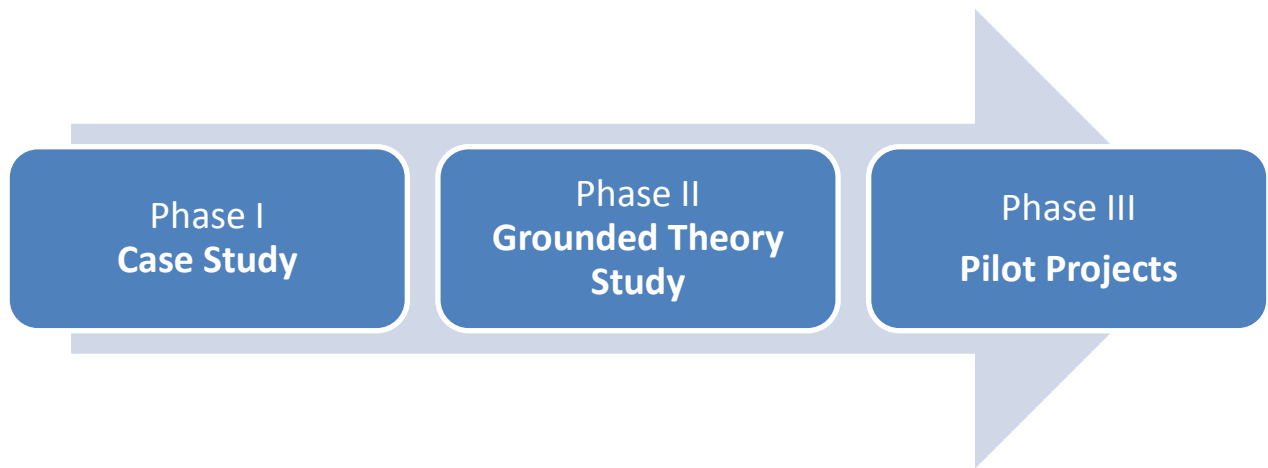 Phase I
Case Study
Phase II
Grounded Theory
Study
Phase III
Pilot Projects